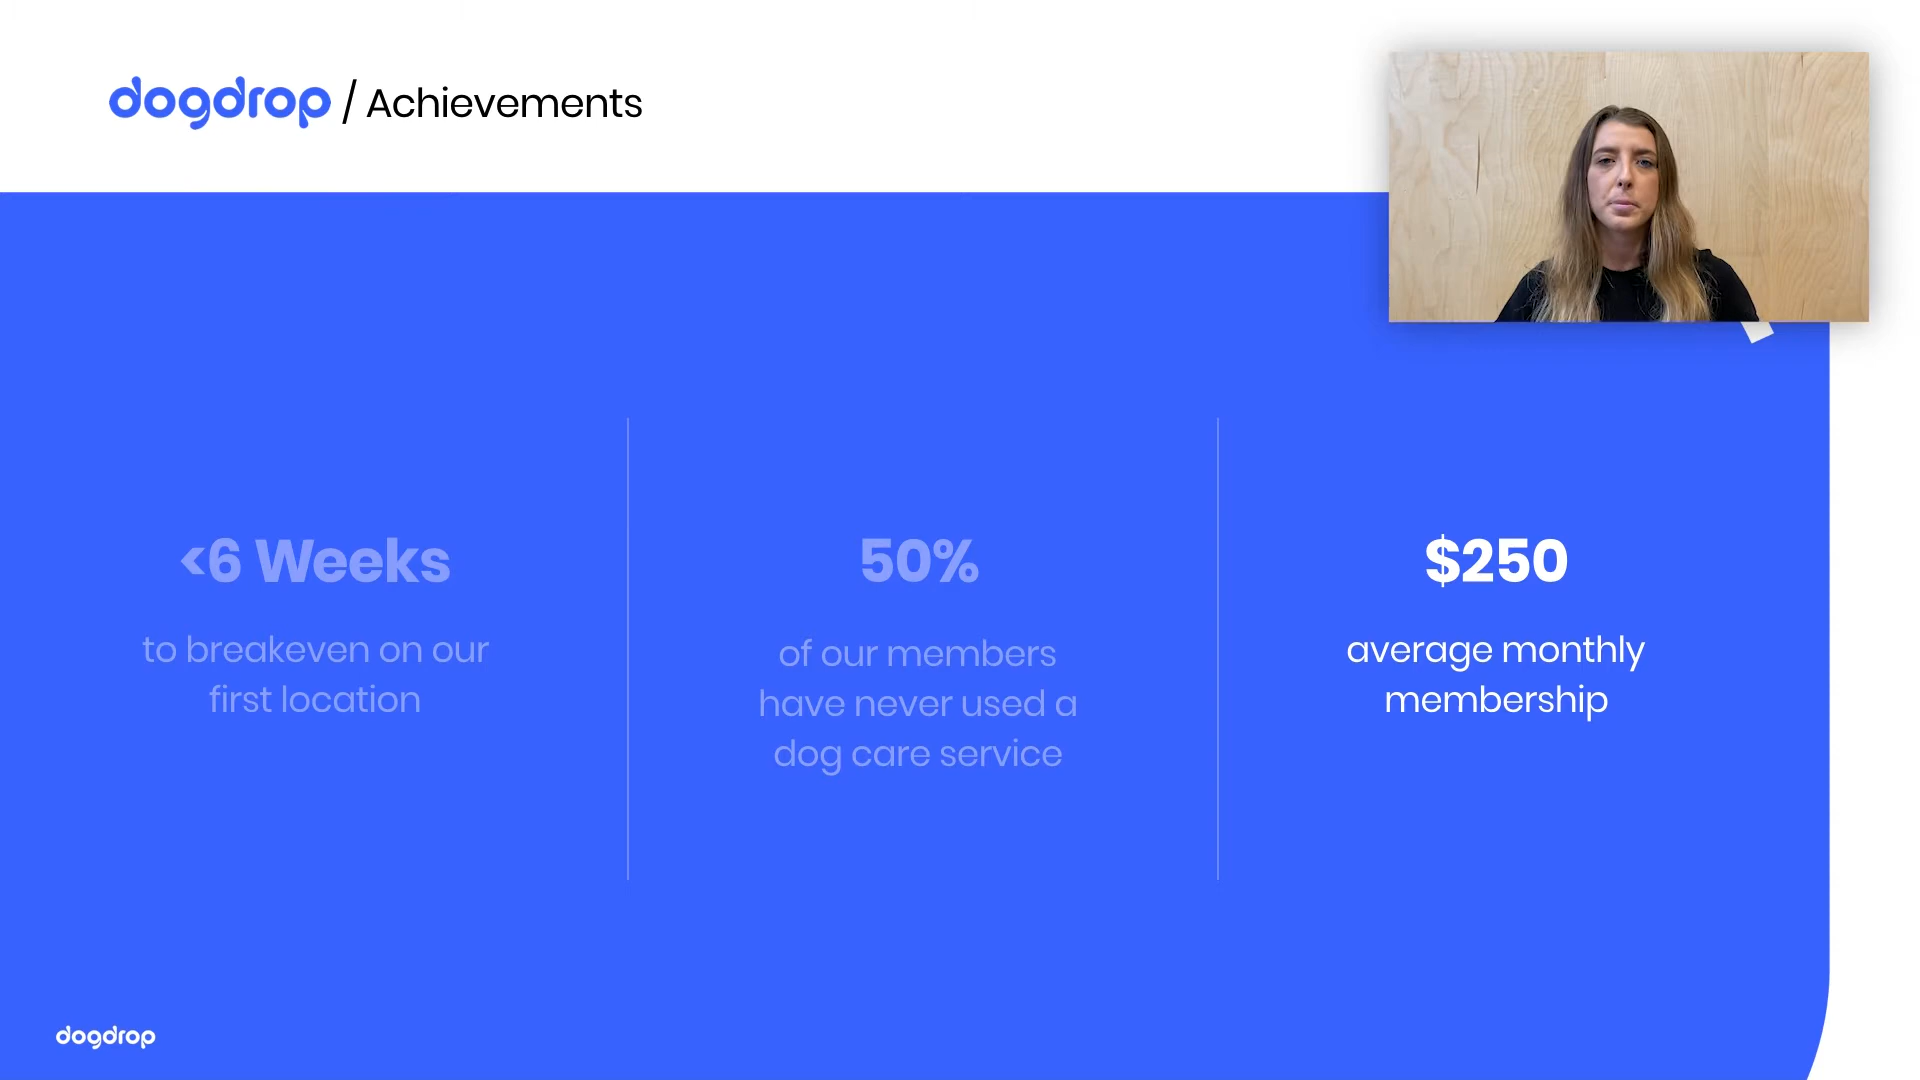 dogdrop / Achievements
<6 Weeks
to breakeven on our
first location
50%
of our members
have never used a
dog care service
$250
average monthly
membership
dogdrop